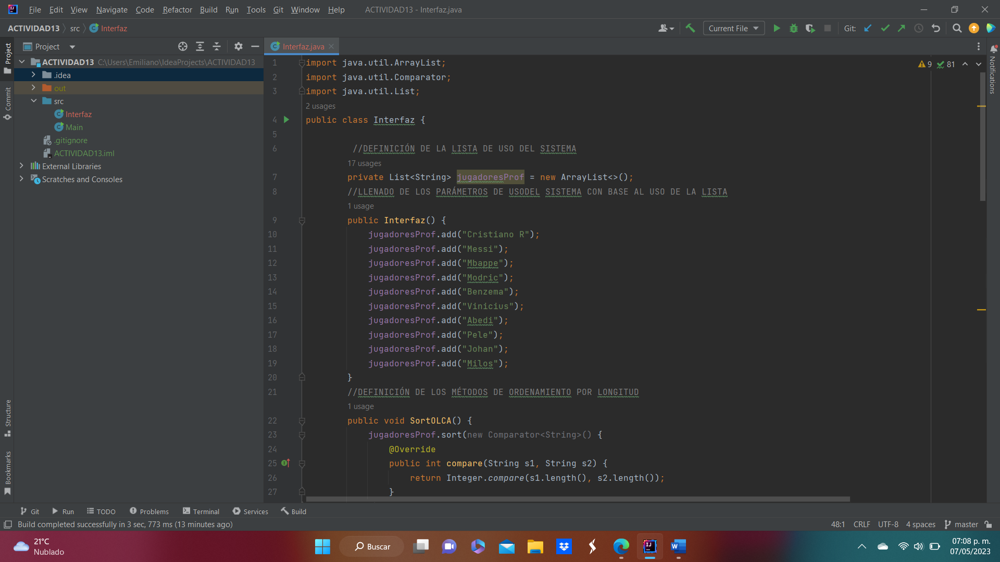 File Edit View Navigate Code Refactor Build Run Tools Git Window Help ACTIVIDAD13 - Interfaz.java
ACTIVIDAD13 src Interfaz Current File Git:
Project Interfaz.java
ACTIVIDAD13 C:\Users\Emiliano\IdeaProjects\ACTIVIDAD13
.idea
out
src
Interfaz
Main
.gitignore
ACTIVIDAD13.iml
External Libraries
Scratches and Consoles
Project
Commit
Structure
Bookmarks
Notifications
9 81
1 import java.util.ArrayList;
2 import java.util.Comparator;
3 import java.util.List;
2 usages
4 public class Interfaz {
5
6 //DEFINICIÓN DE LA LISTA DE USO DEL SISTEMA
17 usages
7 private List<String> jugadoresProf = new ArrayList<>();
8 //LLENADO DE LOS PARÁMETROS DE USODEL SISTEMA CON BASE AL USO DE LA LISTA
1 usage
9 public Interfaz() {
10 jugadoresProf.add("Cristiano R");
11 jugadoresProf.add("Messi");
12 jugadoresProf.add("Mbappe");
13 jugadoresProf.add("Modric");
14 jugadoresProf.add("Benzema");
15 jugadoresProf.add("Vinicius");
16 jugadoresProf.add("Abedi");
17 jugadoresProf.add("Pele");
18 jugadoresProf.add("Johan");
19 jugadoresProf.add("Milos");
20 }
21 //DEFINICIÓN DE LOS MÉTODOS DE ORDENAMIENTO POR LONGITUD
1 usage
22 public void SortOLCA() {
23 jugadoresProf.sort(new Comparator<String>() {
24 @Override
25 public int compare(String s1, String s2) {
26 return Integer.compare(s1.length(), s2.length());
27 }
Git Run TODO Problems Terminal Services Build
Build completed successfully in 3 sec, 773 ms (13 minutes ago) 48:1 CRLF UTF-8 4 spaces master
21°C
Nublado
Buscar
07:08 p. m.
07/05/2023